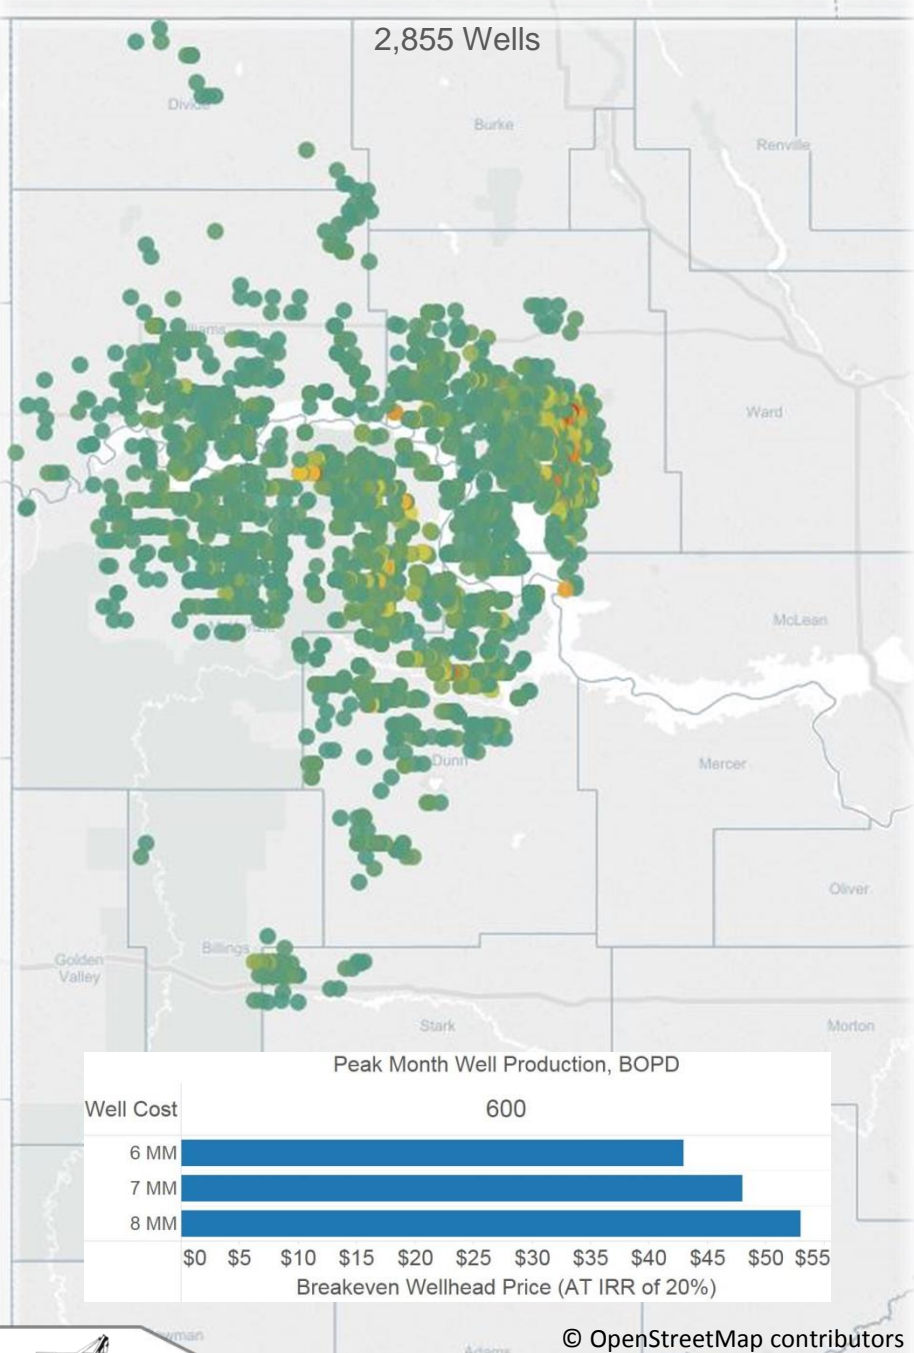 2,855 Wells
Divide
Burke
Renville
Ward
McLean
Dunn
Mercer
Oliver
Billings
Golden
Valley
Stark
Morton
Peak Month Well Production, BOPD
Well Cost
600
6 MM
7 MM
8 MM
$0 $5 $10 $15 $20 $25 $30 $35 $40 $45 $50 $55
Breakeven Wellhead Price (AT IRR of 20%)
© OpenStreetMap contributors
Adams